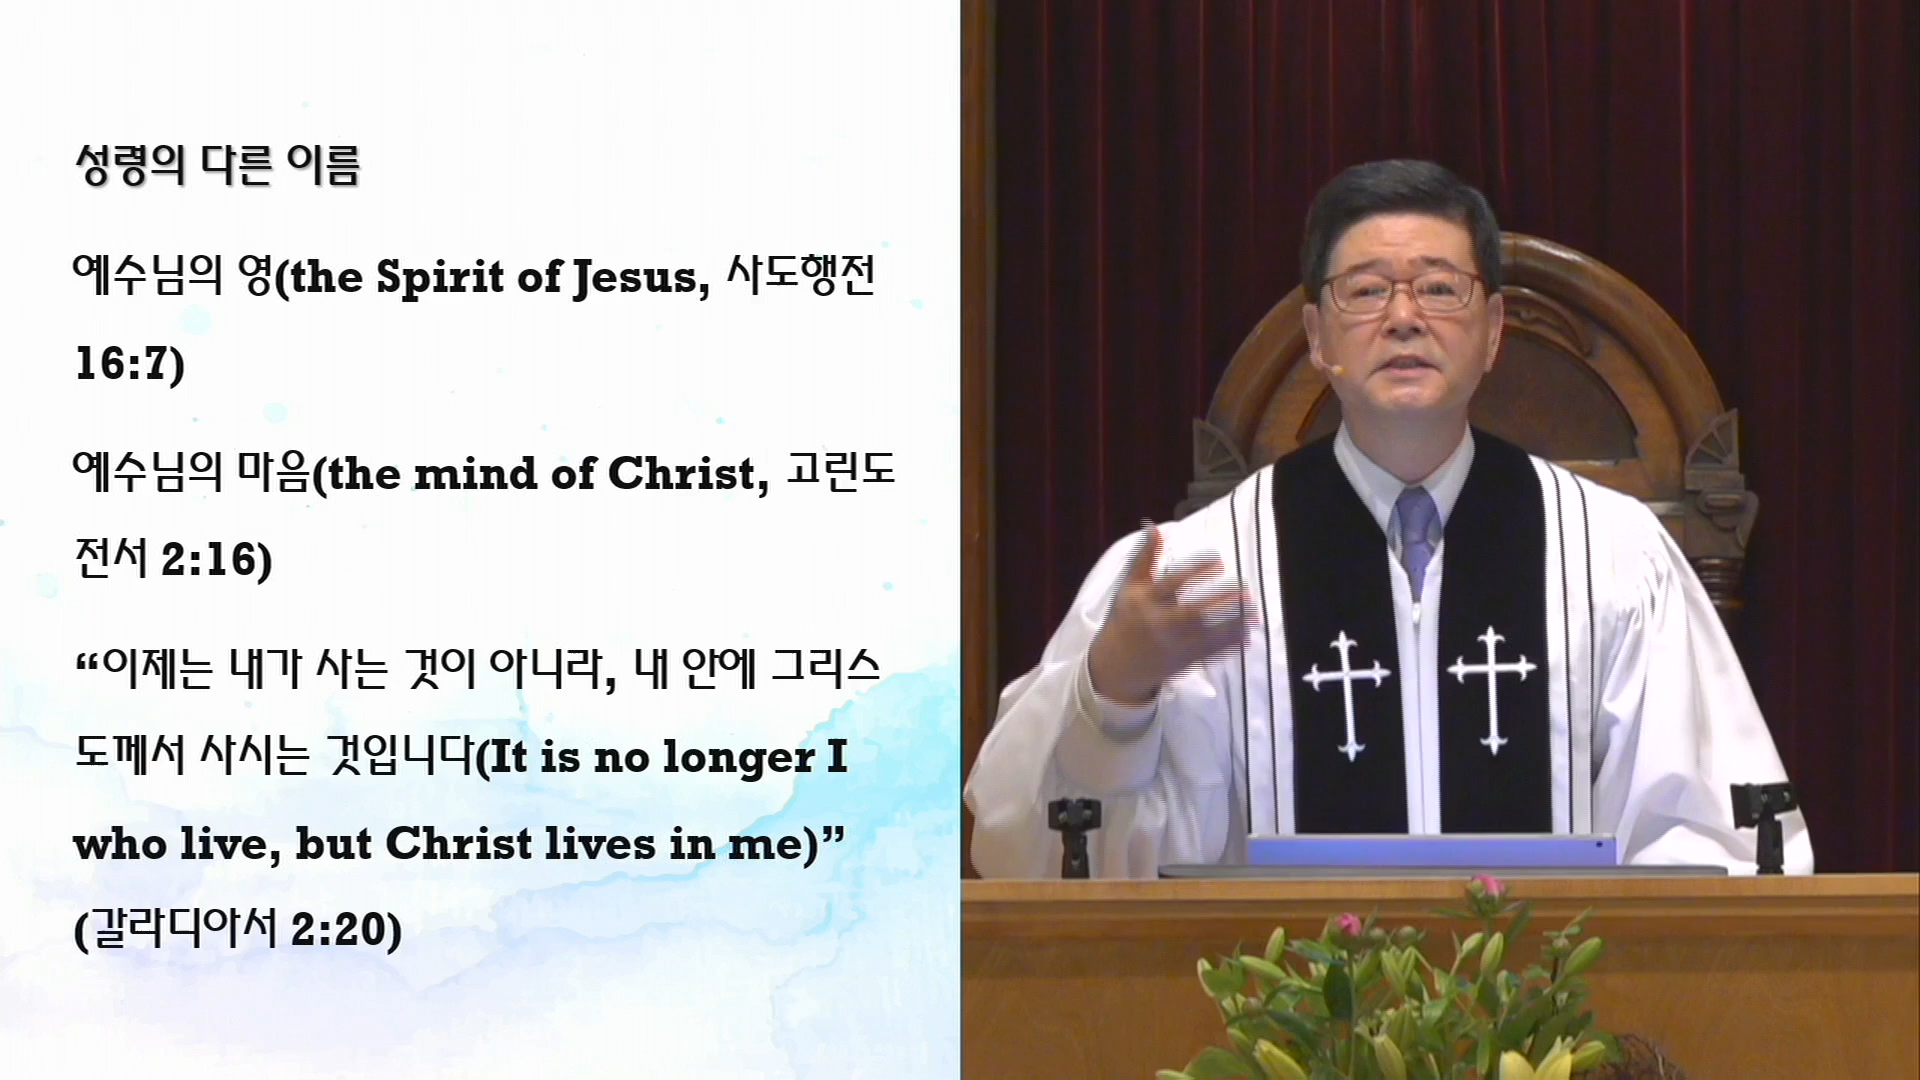 성령의 다른 이름
예수님의 영(the Spirit of Jesus, 사도행전
16:7)
예수님의 마음(the mind of Christ, 고린도
전서 2:16)
“이제는 내가 사는 것이 아니라, 내 안에 그리스
도께서 사시는 것입니다(It is no longer I
who live, but Christ lives in me)”
(갈라디아서 2:20)